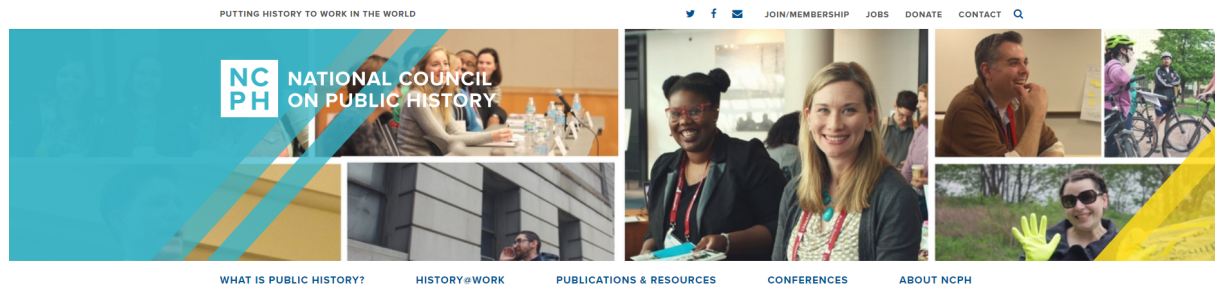 PUTTING HISTORY TO WORK IN THE WORLD
JOIN/MEMBERSHIP JOBS DONATE CONTACT
NC
PH
NATIONAL COUNCIL
ON PUBLIC HISTORY
WHAT IS PUBLIC HISTORY? HISTORY@WORK PUBLICATIONS & RESOURCES CONFERENCES ABOUT NCPH